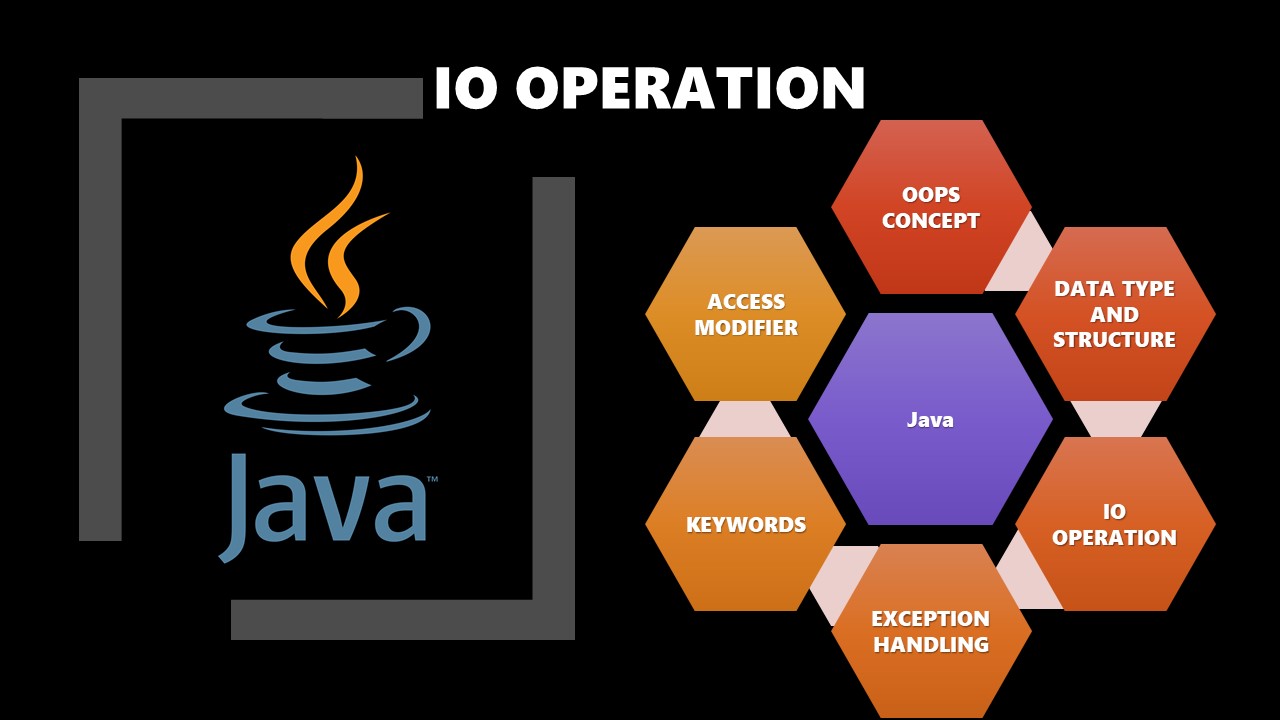 IO OPERATION
Java™
OOPS
CONCEPT
DATA TYPE
AND
STRUCTURE
IO
OPERATION
EXCEPTION
HANDLING
KEYWORDS
ACCESS
MODIFIER
Java